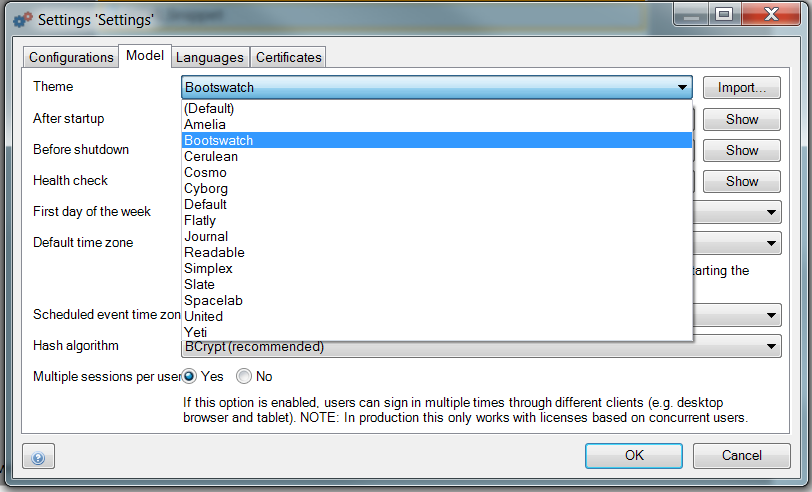 Settings 'Settings'
Configurations Model Languages Certificates
Theme Bootswatch Import...
(Default)
Amelia
After startup Show
Bootswatch
Before shutdown Show
Cerulean
Cosmo
Health check Show
Cyborg
Default
First day of the week
Flatly
Journal
Default time zone
Readable
Simplex
arting the
Slate
Spacelab
Scheduled event time zon
United
Yeti
Hash algorithm BCrypt (recommended)
Multiple sessions per user Yes No
If this option is enabled, users can sign in multiple times through different clients (e.g. desktop
browser and tablet). NOTE: In production this only works with licenses based on concurrent users.
OK Cancel